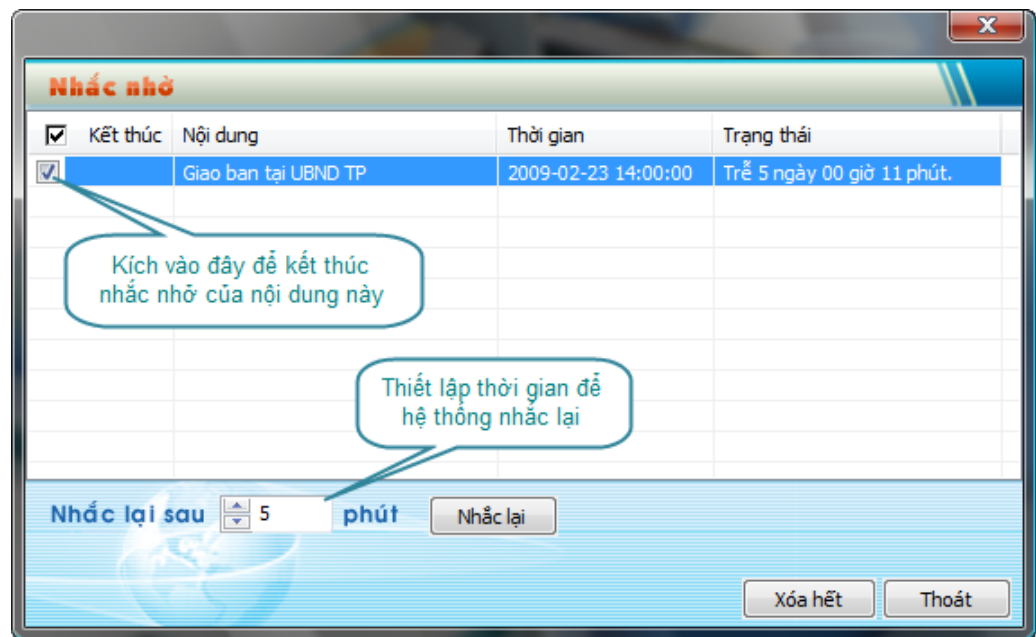 Nhắc nhở
Kết thúc Nội dung Thời gian Trạng thái
Giao ban tại UBND TP 2009-02-23 14:00:00 Trễ 5 ngày 00 giờ 11 phút.
Kích vào đây để kết thúc
nhắc nhở của nội dung này
Thiết lập thời gian để
hệ thống nhắc lại
Nhắc lại sau 5 phút Nhắc lại
Xóa hết Thoát